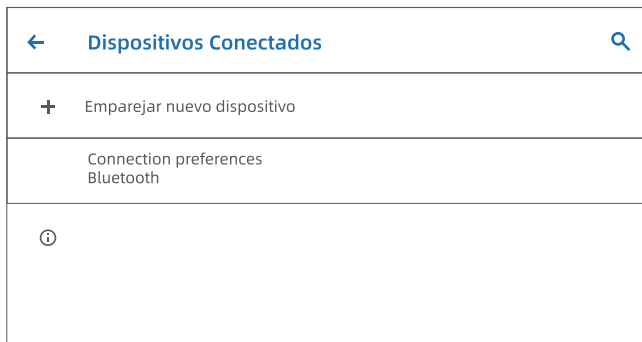 Dispositivos Conectados
Emparejar nuevo dispositivo
Connection preferences
Bluetooth